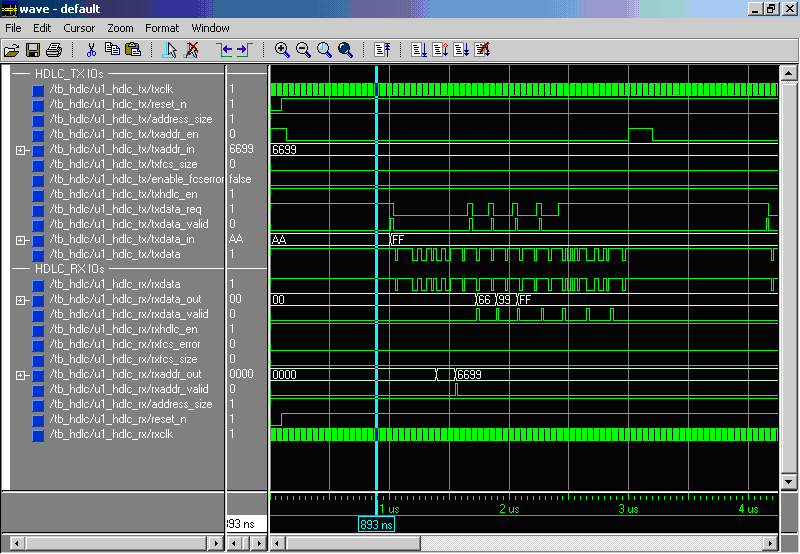 wave - default
File Edit Cursor Zoom Format Window
HDLC_TX IOs
/tb_hdlc/u1_hdlc_tx/txclk 1
/tb_hdlc/u1_hdlc_tx/reset_n 1
/tb_hdlc/u1_hdlc_tx/address_size 1
/tb_hdlc/u1_hdlc_tx/txaddr_en 0
/tb_hdlc/u1_hdlc_tx/txaddr_in 6699 6699
/tb_hdlc/u1_hdlc_tx/txfcs_size 0
/tb_hdlc/u1_hdlc_tx/enable_fcserror false
/tb_hdlc/u1_hdlc_tx/txhdlc_en 1
/tb_hdlc/u1_hdlc_tx/txdata_req 1
/tb_hdlc/u1_hdlc_tx/txdata_valid 0
/tb_hdlc/u1_hdlc_tx/txdata_in AA AA FF
/tb_hdlc/u1_hdlc_tx/txdata 1
HDLC_RX IOs
/tb_hdlc/u1_hdlc_rx/rxdata 1
/tb_hdlc/u1_hdlc_rx/rxdata_out 00 00 66 99 FF
/tb_hdlc/u1_hdlc_rx/rxdata_valid 0
/tb_hdlc/u1_hdlc_rx/rxhdlc_en 1
/tb_hdlc/u1_hdlc_rx/rxfcs_error 0
/tb_hdlc/u1_hdlc_rx/rxfcs_size 0
/tb_hdlc/u1_hdlc_rx/rxaddr_out 0000 0000 6699
/tb_hdlc/u1_hdlc_rx/rxaddr_valid 0
/tb_hdlc/u1_hdlc_rx/address_size 1
/tb_hdlc/u1_hdlc_rx/reset_n 1
/tb_hdlc/u1_hdlc_rx/rxclk 1
1 us 2 us 3 us 4 us
893 ns 893 ns